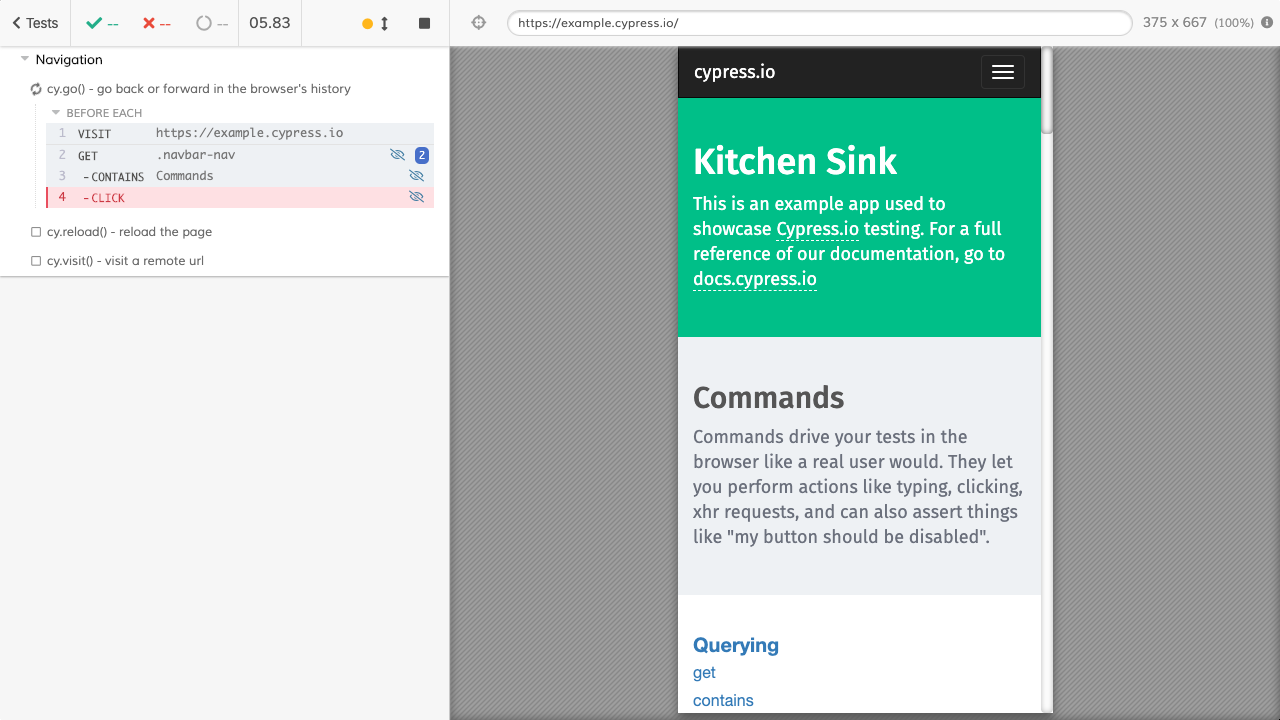 Tests
--
--
--
05.83
https://example.cypress.io/
375 x 667 (100%)
Navigation
cy.go() - go back or forward in the browser's history
BEFORE EACH
1 VISIT https://example.cypress.io
2 GET .navbar-nav 2
3 -CONTAINS Commands
4 -CLICK
cy.reload() - reload the page
cy.visit() - visit a remote url
cypress.io
Kitchen Sink
This is an example app used to
showcase Cypress.io testing. For a full
reference of our documentation, go to
docs.cypress.io
Commands
Commands drive your tests in the
browser like a real user would. They let
you perform actions like typing, clicking,
xhr requests, and can also assert things
like "my button should be disabled".
Querying
get
contains